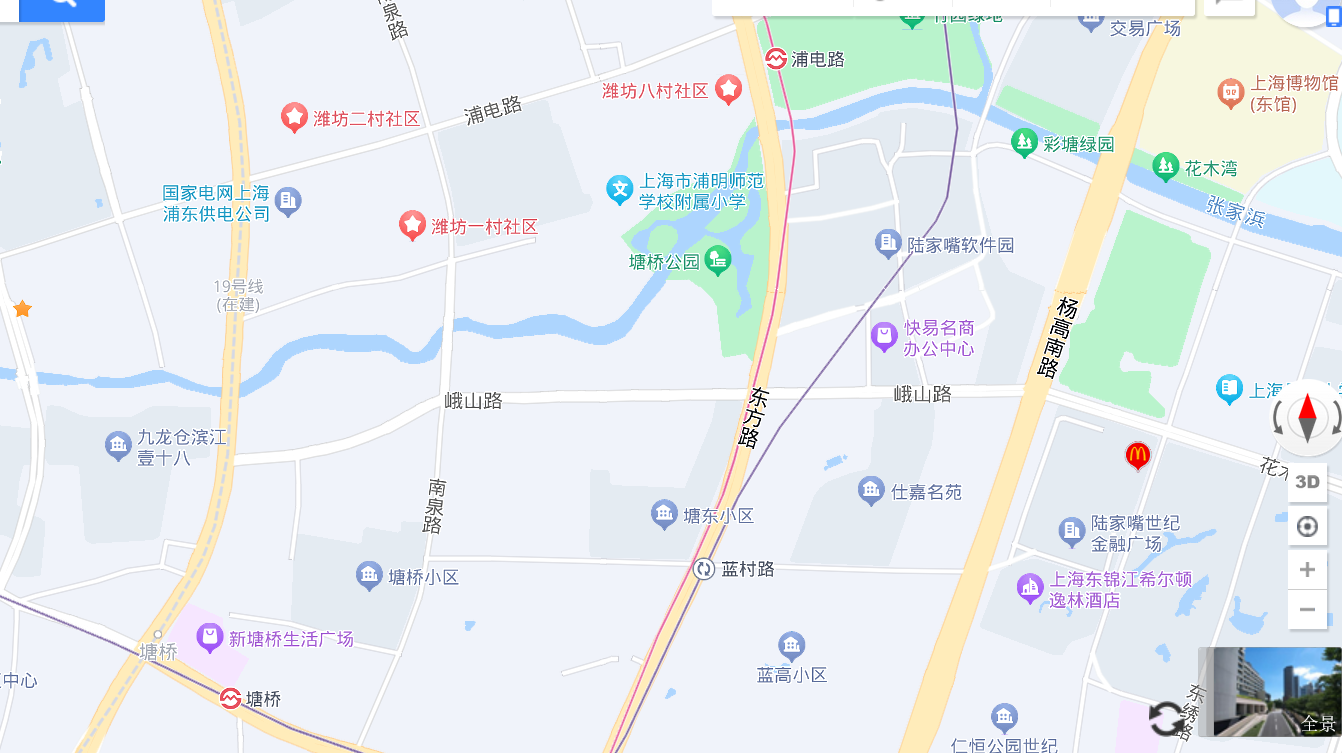 南泉路
竹园绿地
交易广场
浦电路
潍坊八村社区
上海博物馆
(东馆)
浦电路
潍坊二村社区
彩塘绿园
花木湾
国家电网上海
浦东供电公司
上海市浦明师范
学校附属小学
张家浜
潍坊一村社区
陆家嘴软件园
塘桥公园
19号线
(在建)
杨高南路
快易名商
办公中心
上海
峨山路
峨山路
东方路
九龙仓滨江
壹十八
花木
3D
南泉路
仕嘉名苑
塘东小区
陆家嘴世纪
金融广场
蓝村路
塘桥小区
上海东锦江希尔顿
逸林酒店
新塘桥生活广场
塘桥
蓝高小区
中心
塘桥
东绣路
全景
仁恒公园世纪